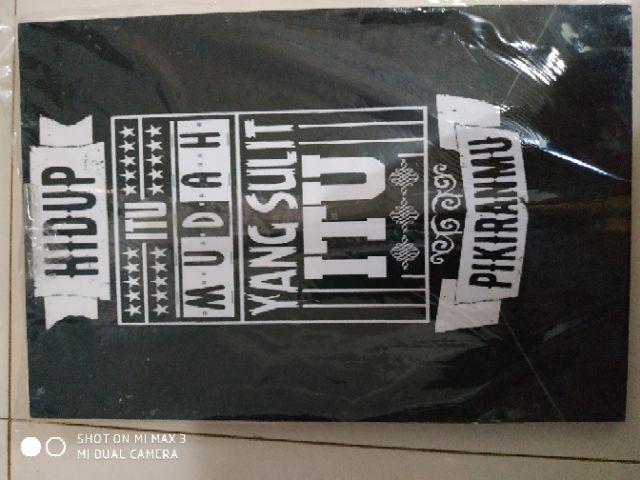 HIDUP
ITU
MUDAH
YANG SULIT
ITU
PIKIRANMU
SHOT ON MI MAX 3
MI DUAL CAMERA